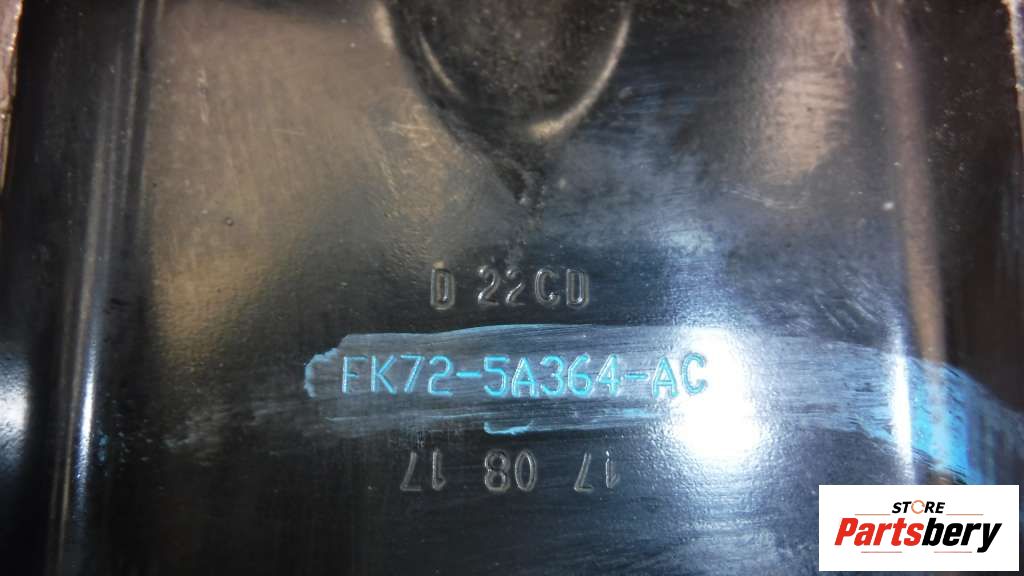 D 22CD
FK72-5A364-AC
17 08 17
STORE
Partsbery